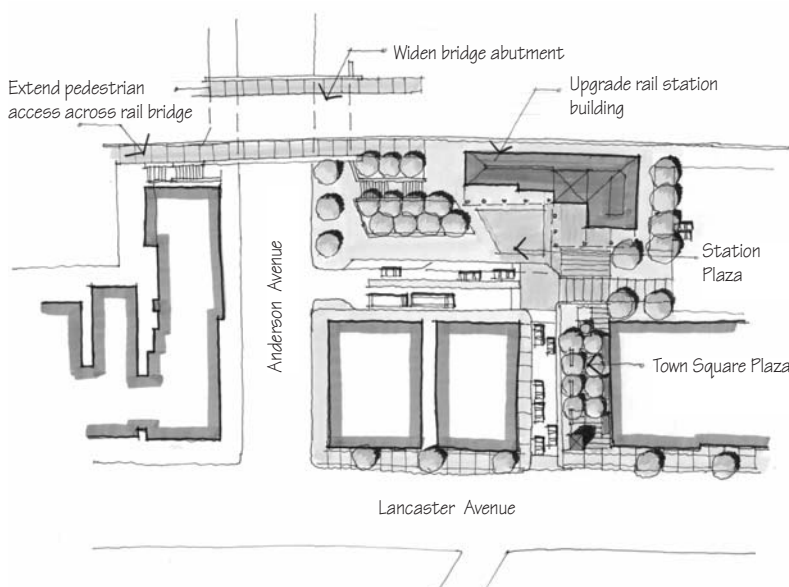 Widen bridge abutment
Extend pedestrian
access across rail bridge
Upgrade rail station
building
Station
Plaza
Anderson Avenue
Town Square Plaza
Lancaster Avenue